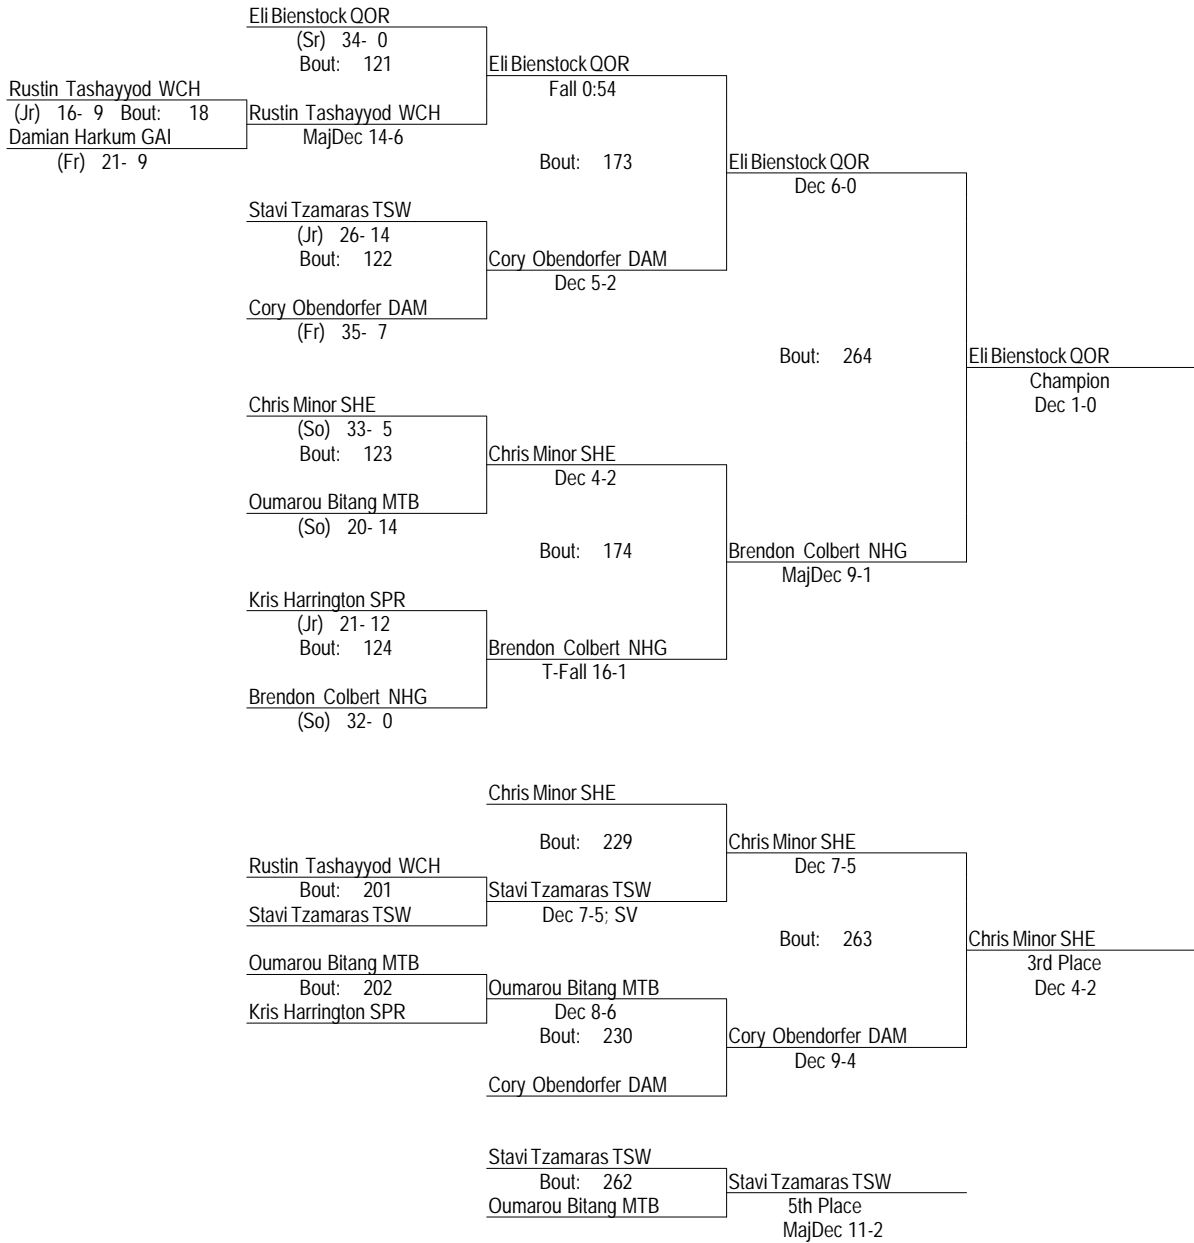 Eli Bienstock QOR
(Sr) 34- 0
Bout: 121
Eli Bienstock QOR
Fall 0:54
Rustin Tashayyod WCH
(Jr) 16- 9 Bout: 18
Rustin Tashayyod WCH
Damian Harkum GAI
MajDec 14-6
(Fr) 21- 9
Bout: 173
Eli Bienstock QOR
Dec 6-0
Stavi Tzamaras TSW
(Jr) 26- 14
Bout: 122
Cory Obendorfer DAM
Dec 5-2
Cory Obendorfer DAM
(Fr) 35- 7
Bout: 264
Eli Bienstock QOR
Champion
Dec 1-0
Chris Minor SHE
(So) 33- 5
Bout: 123
Chris Minor SHE
Dec 4-2
Oumarou Bitang MTB
(So) 20- 14
Bout: 174
Brendon Colbert NHG
MajDec 9-1
Kris Harrington SPR
(Jr) 21- 12
Bout: 124
Brendon Colbert NHG
T-Fall 16-1
Brendon Colbert NHG
(So) 32- 0
Chris Minor SHE
Bout: 229
Chris Minor SHE
Dec 7-5
Rustin Tashayyod WCH
Bout: 201
Stavi Tzamaras TSW
Stavi Tzamaras TSW
Dec 7-5; SV
Bout: 263
Chris Minor SHE
3rd Place
Dec 4-2
Oumarou Bitang MTB
Bout: 202
Oumarou Bitang MTB
Kris Harrington SPR
Dec 8-6
Bout: 230
Cory Obendorfer DAM
Dec 9-4
Cory Obendorfer DAM
Stavi Tzamaras TSW
Bout: 262
Stavi Tzamaras TSW
Oumarou Bitang MTB
5th Place
MajDec 11-2